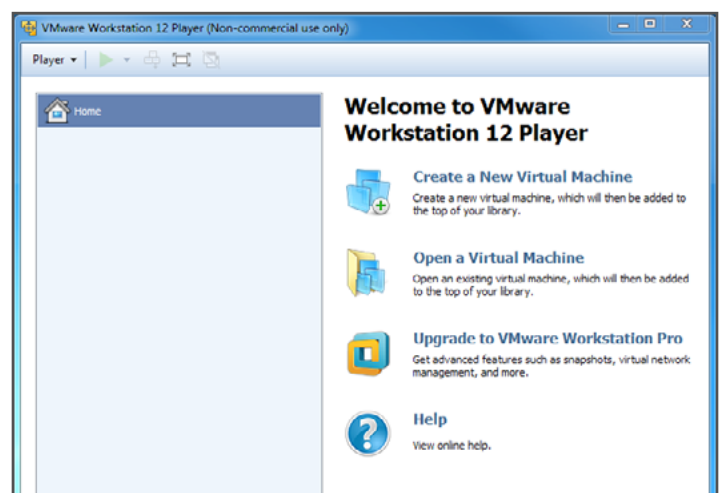 VMware Workstation 12 Player (Non-commercial use only)
Player
Home
Welcome to VMware
Workstation 12 Player
Create a New Virtual Machine
Create a new virtual machine, which will then be added to
the top of your library.
Open a Virtual Machine
Open an existing virtual machine, which will then be added
to the top of your library.
Upgrade to VMware Workstation Pro
Get advanced features such as snapshots, virtual network
management, and more.
Help
View online help.